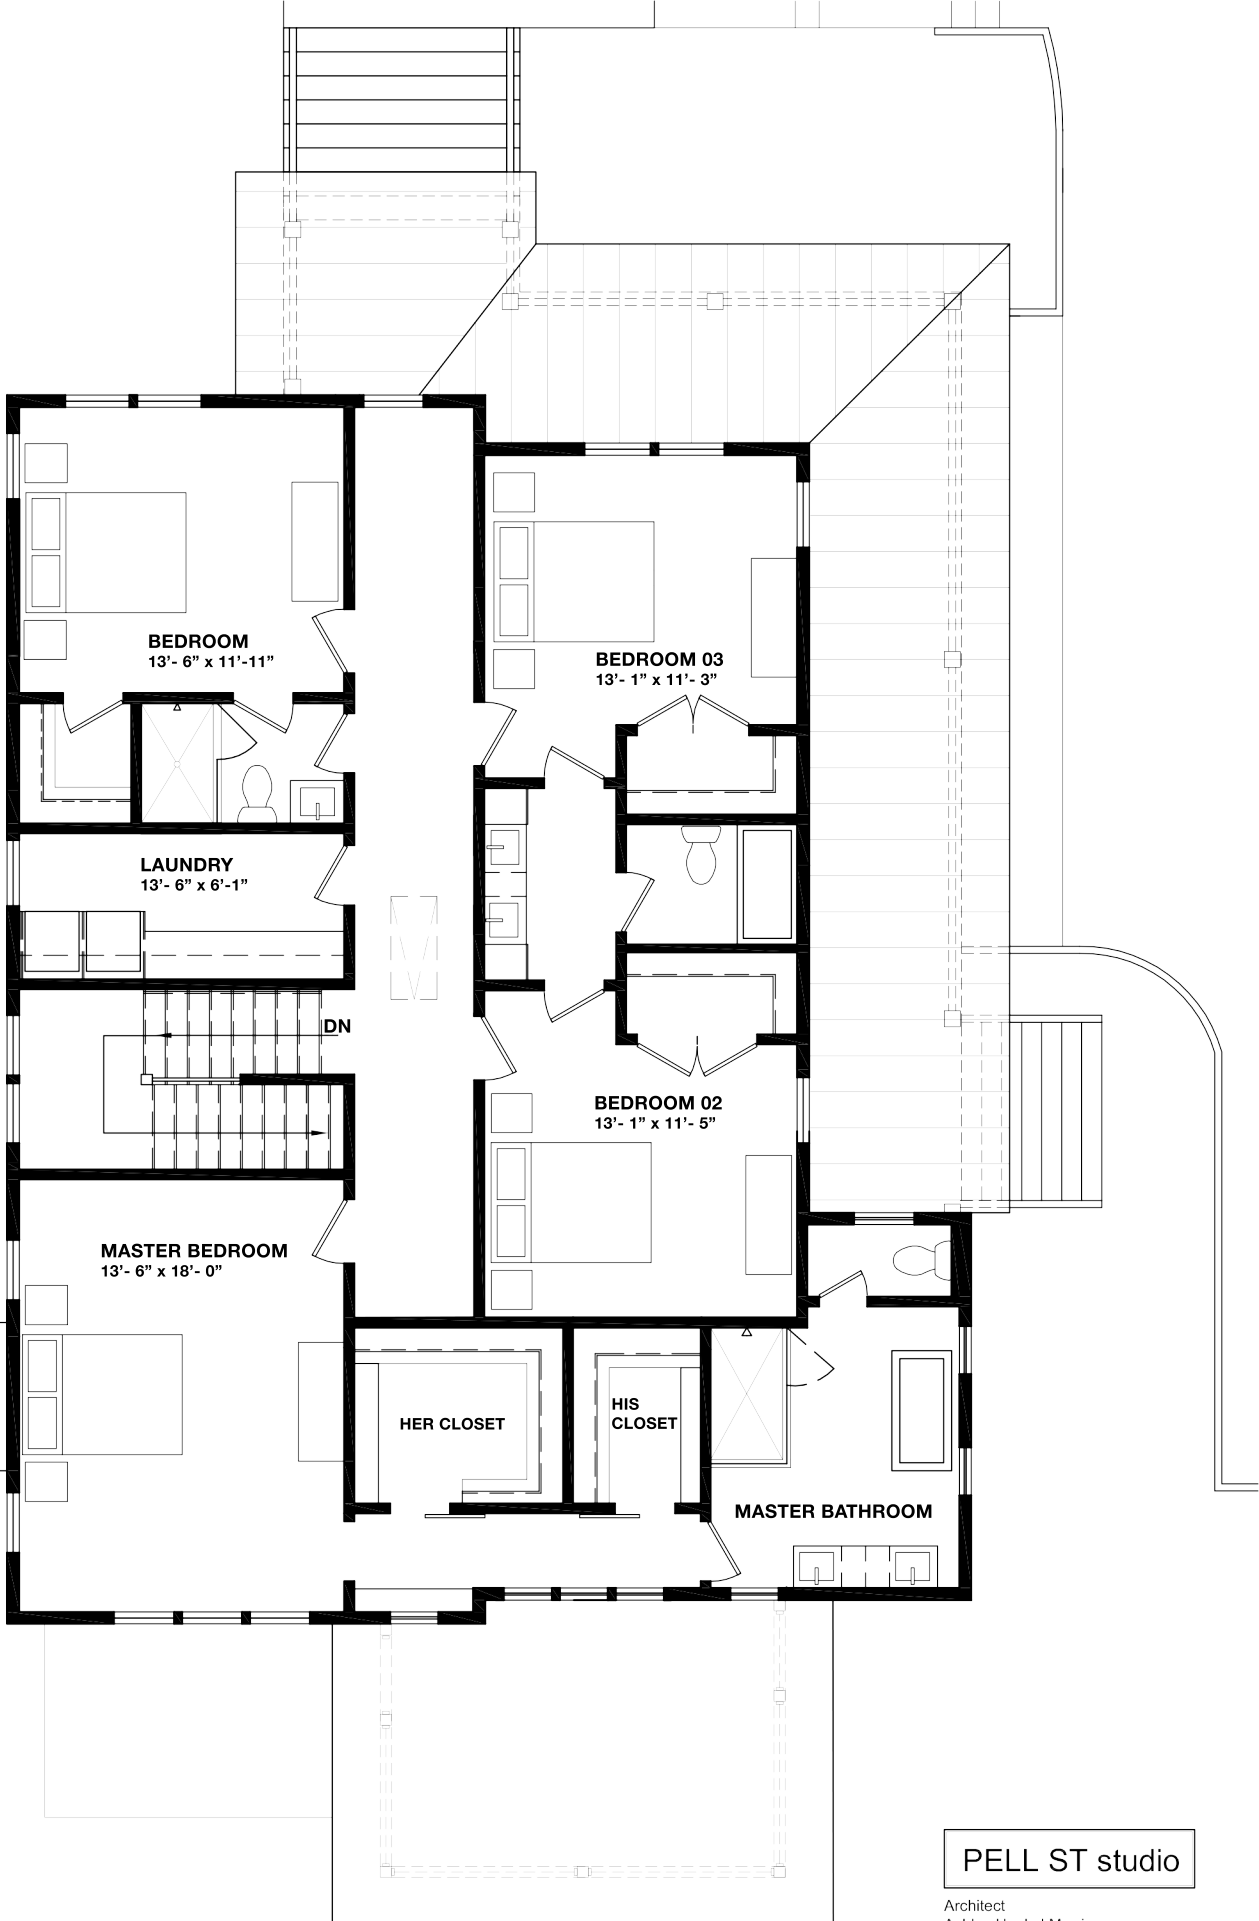 BEDROOM
13'- 6” x 11'-11”
BEDROOM 03
13'- 1” x 11'- 3”
LAUNDRY
13'- 6” x 6'-1”
DN
BEDROOM 02
13'- 1” x 11'- 5”
MASTER BEDROOM
13'- 6” x 18'- 0”
HER CLOSET
HIS
CLOSET
MASTER BATHROOM
PELL ST studio
Architect